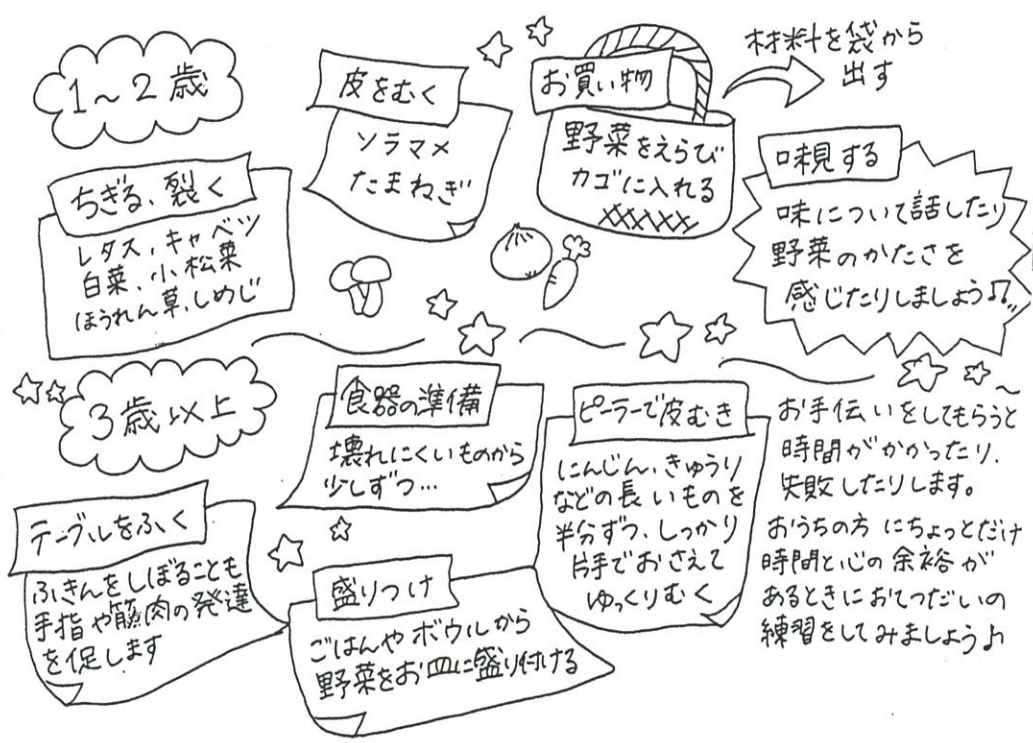 1～2歳
ちぎる、裂く
レタス、キャベツ
白菜、小松菜
ほうれん草、しめじ
皮をむく
ソラマメ
たまねぎ
お買い物
野菜をえらび
カゴに入れる
材料を袋から
出す
味見する
味について話したり
野菜のかたさを
感じたりしましょう♫
3歳以上
テーブルをふく
ふきんをしぼることも
手指や筋肉の発達
を促します
食器の準備
壊れにくいものから
少しずつ…
盛りつけ
ごはんやボウルから
野菜をお皿に盛り付ける
ピーラーで皮むき
にんじん、きゅうり
などの長いものを
半分ずつ、しっかり
片手でおさえて
ゆっくりむく
お手伝いをしてもらうと
時間がかかったり、
失敗したりします。
おうちの方にちょっとだけ
時間と心の余裕が
あるときにおてつだいの
練習をしてみましょう♪